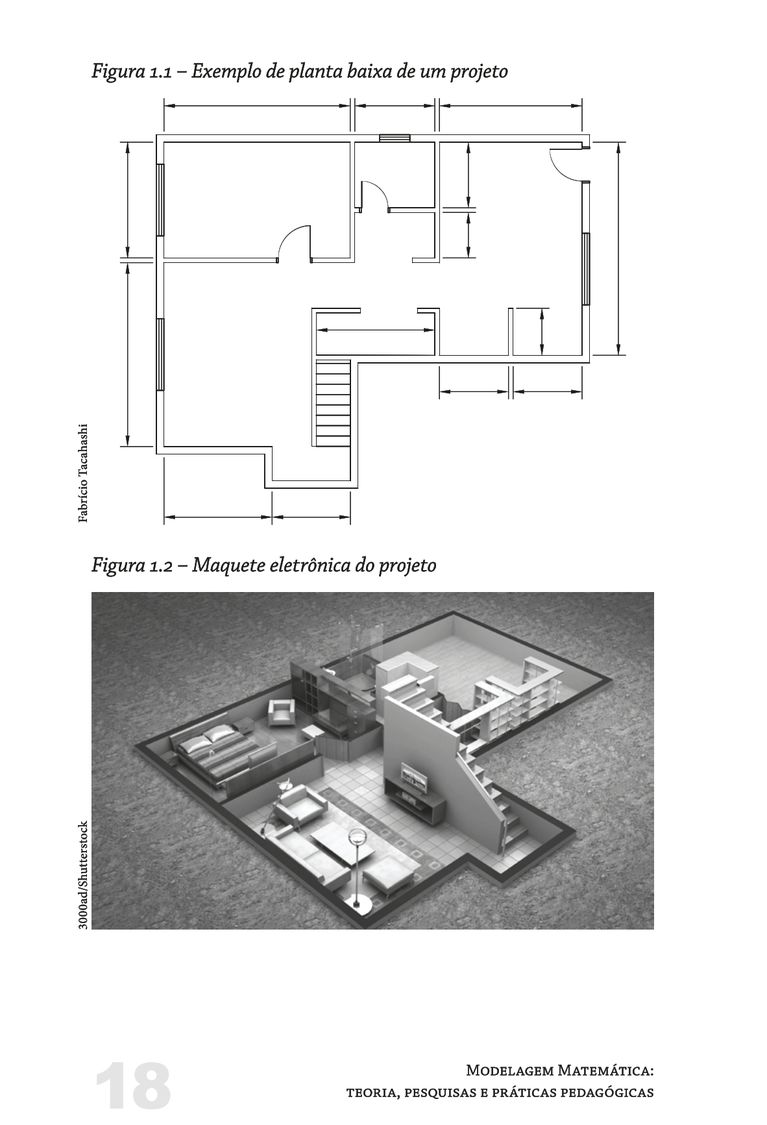 Figura 1.1 – Exemplo de planta baixa de um projeto
Fabrício Tacahashi
Figura 1.2 – Maquete eletrônica do projeto
3000ad/Shutterstock
18
Modelagem Matemática:
teoria, pesquisas e práticas pedagógicas